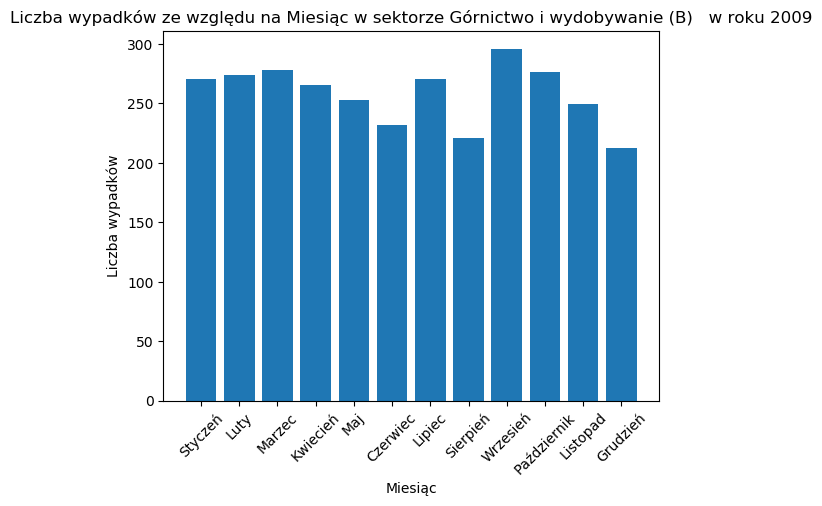 Liczba wypadków ze względu na Miesiąc w sektorze Górnictwo i wydobywanie (B)   w roku 2009
Liczba wypadków
300
250
200
150
100
50
0
Styczeń
Luty
Marzec
Kwiecień
Maj
Czerwiec
Lipiec
Sierpień
Wrzesień
Październik
Listopad
Grudzień
Miesiąc